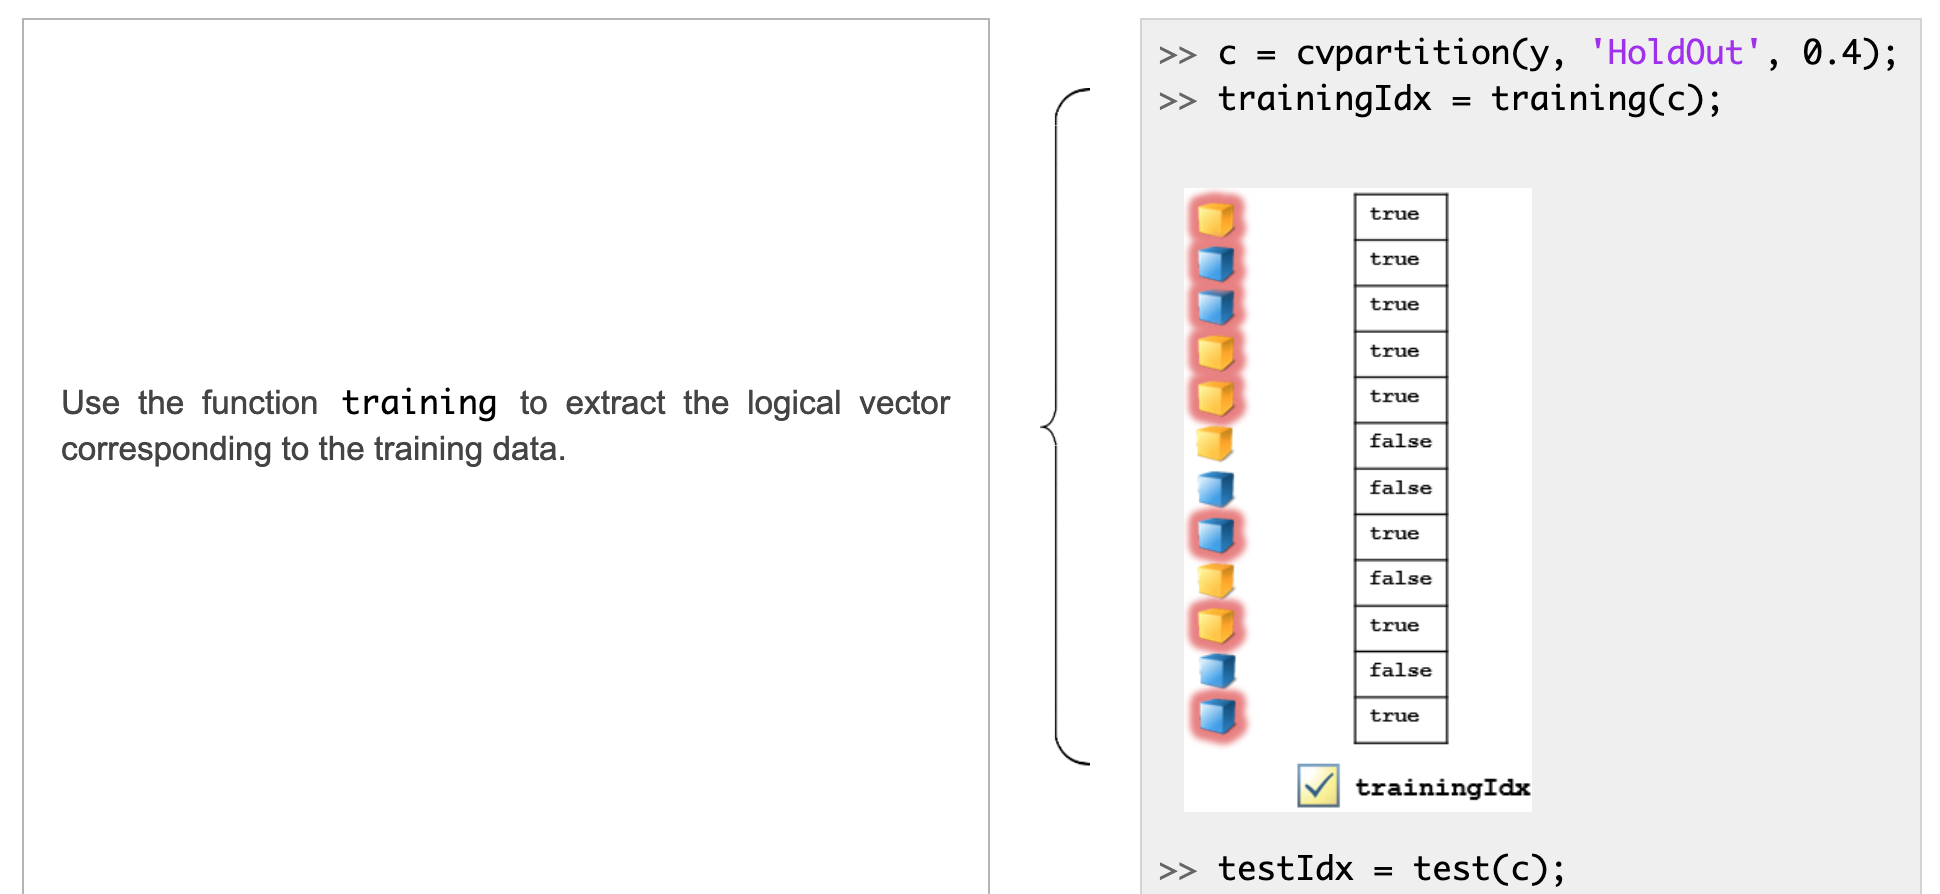 Use the function training to extract the logical vector
corresponding to the training data.
>> c = cvpartition(y, 'HoldOut', 0.4);
>> trainingIdx = training(c);
true
true
true
true
true
false
false
true
false
true
false
true
trainingIdx
>> testIdx = test(c);